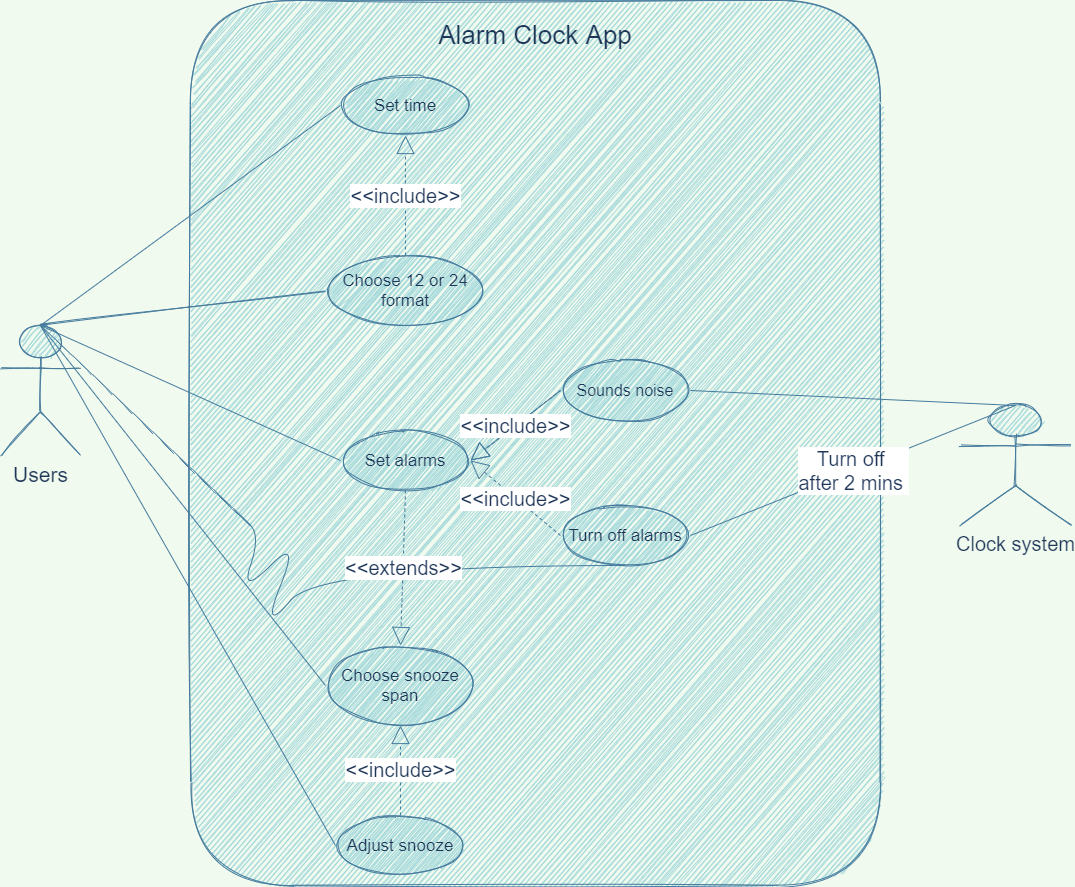 Alarm Clock App
Set time
<<include>>
Choose 12 or 24
format
Sounds noise
<<include>>
Set alarms
Turn off
after 2 mins
Users
<<include>>
Turn off alarms
Clock system
<<extends>>
Choose snooze
span
<<include>>
Adjust snooze